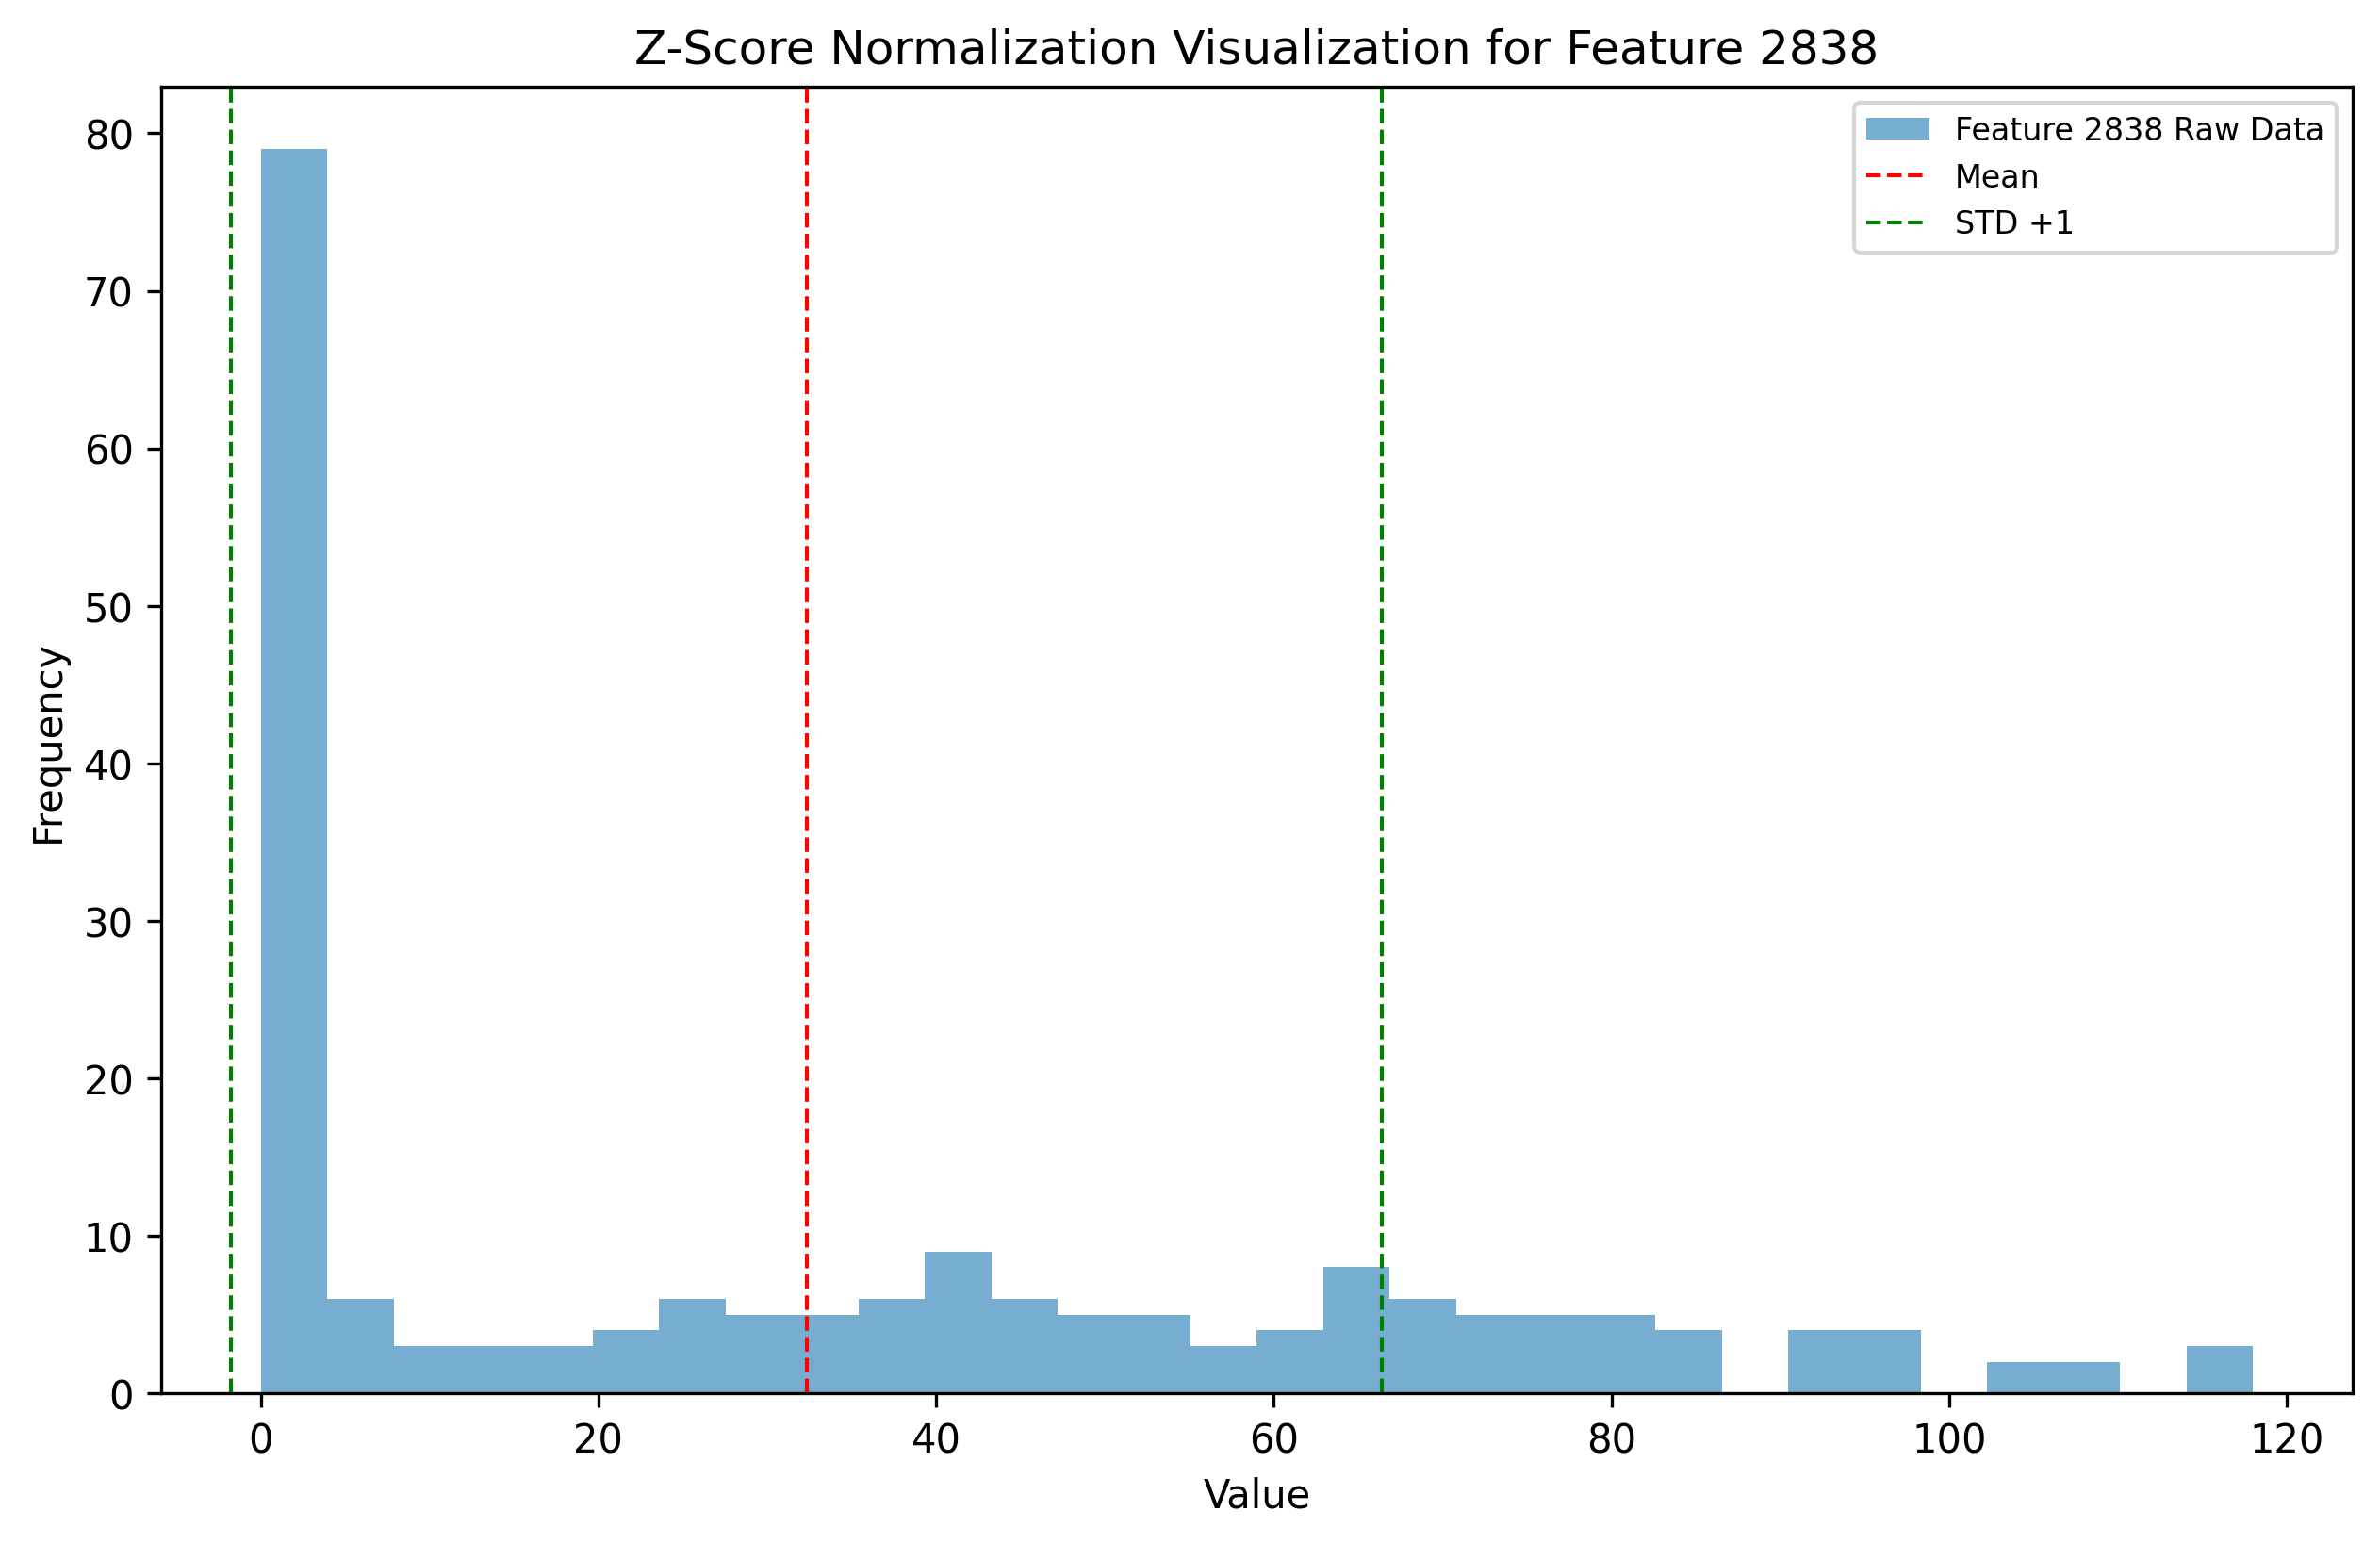 Z-Score Normalization Visualization for Feature 2838
Feature 2838 Raw Data
Mean
STD +1
80
70
60
50
40
30
20
10
0
Frequency
0 20 40 60 80 100 120
Value